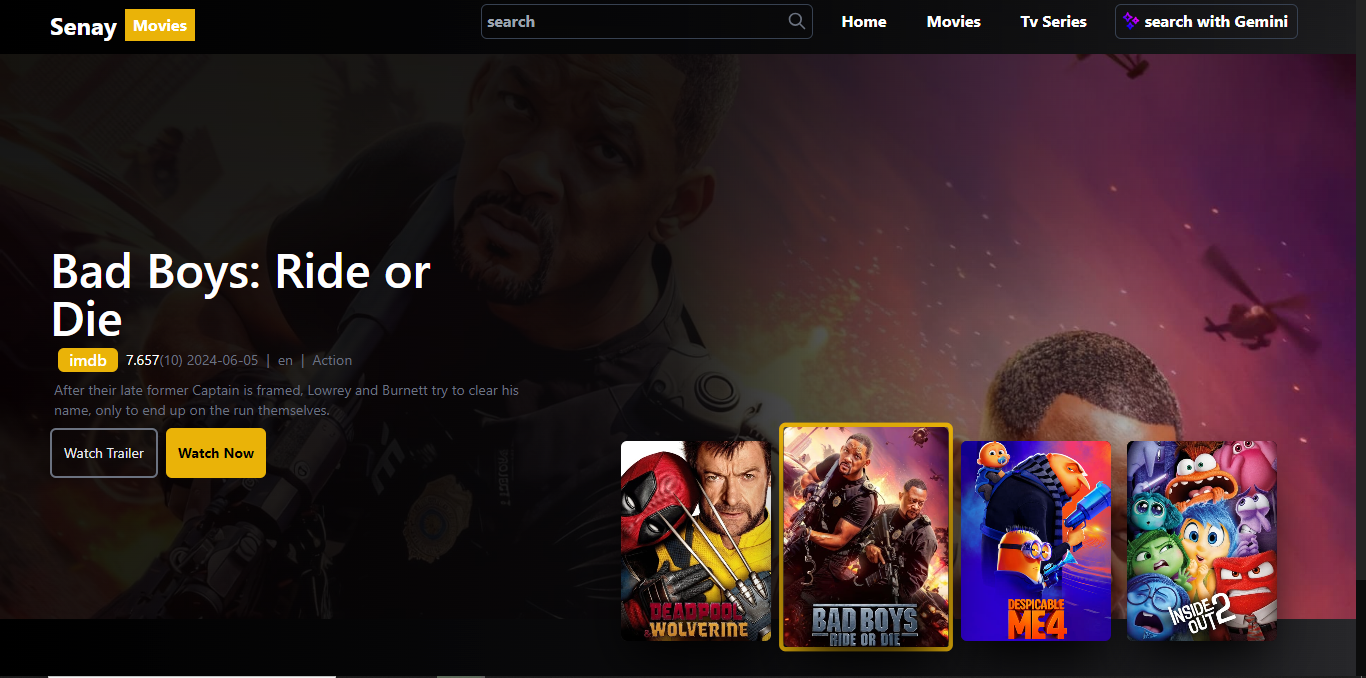 Senay Movies
search
Home
Movies
Tv Series
search with Gemini
Bad Boys: Ride or
Die
imdb 7.657(10) 2024-06-05 | en | Action
After their late former Captain is framed, Lowrey and Burnett try to clear his
name, only to end up on the run themselves.
Watch Trailer
Watch Now
DEADPOOL
& WOLVERINE
BAD BOYS
RIDE OR DIE
DESPICABLE
ME 4
INSIDE
OUT 2